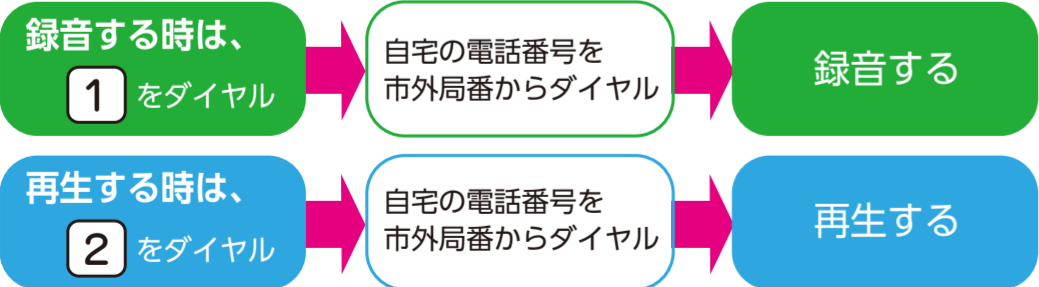 録音する時は、
1 をダイヤル
自宅の電話番号を
市外局番からダイヤル
録音する
再生する時は、
2 をダイヤル
自宅の電話番号を
市外局番からダイヤル
再生する